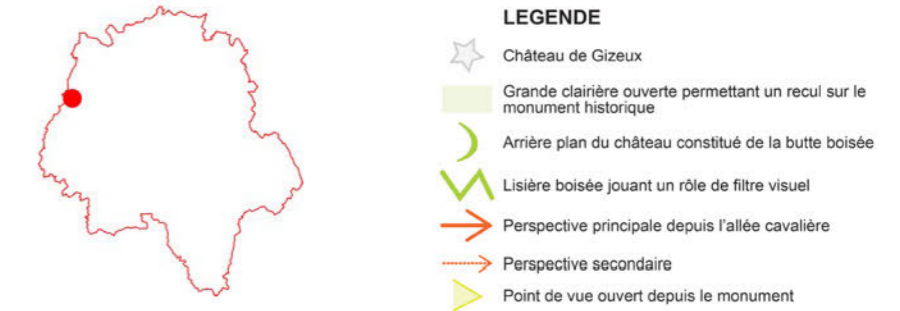 LEGENDE
Château de Gizeux
Grande clairière ouverte permettant un recul sur le
monument historique
Arrière plan du château constitué de la butte boisée
Lisière boisée jouant un rôle de filtre visuel
Perspective principale depuis l'allée cavalière
Perspective secondaire
Point de vue ouvert depuis le monument